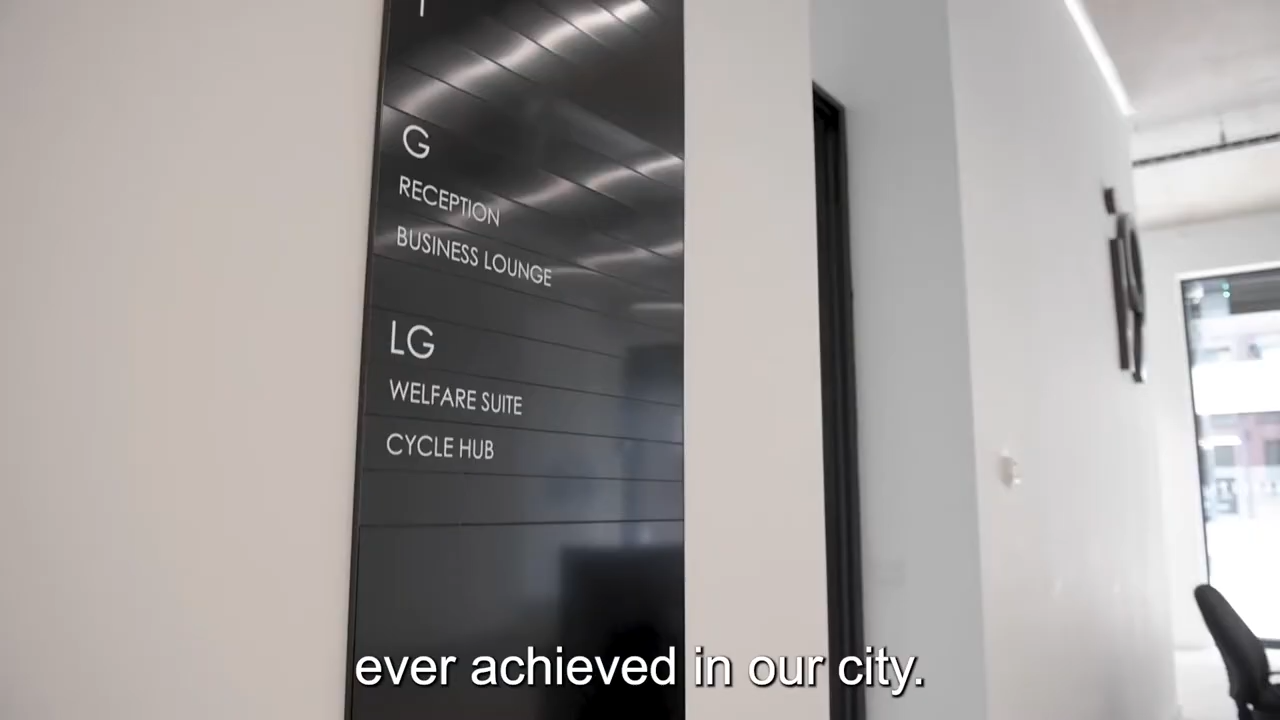 G
RECEPTION
BUSINESS LOUNGE
LG
WELFARE SUITE
CYCLE HUB
ever achieved in our city.